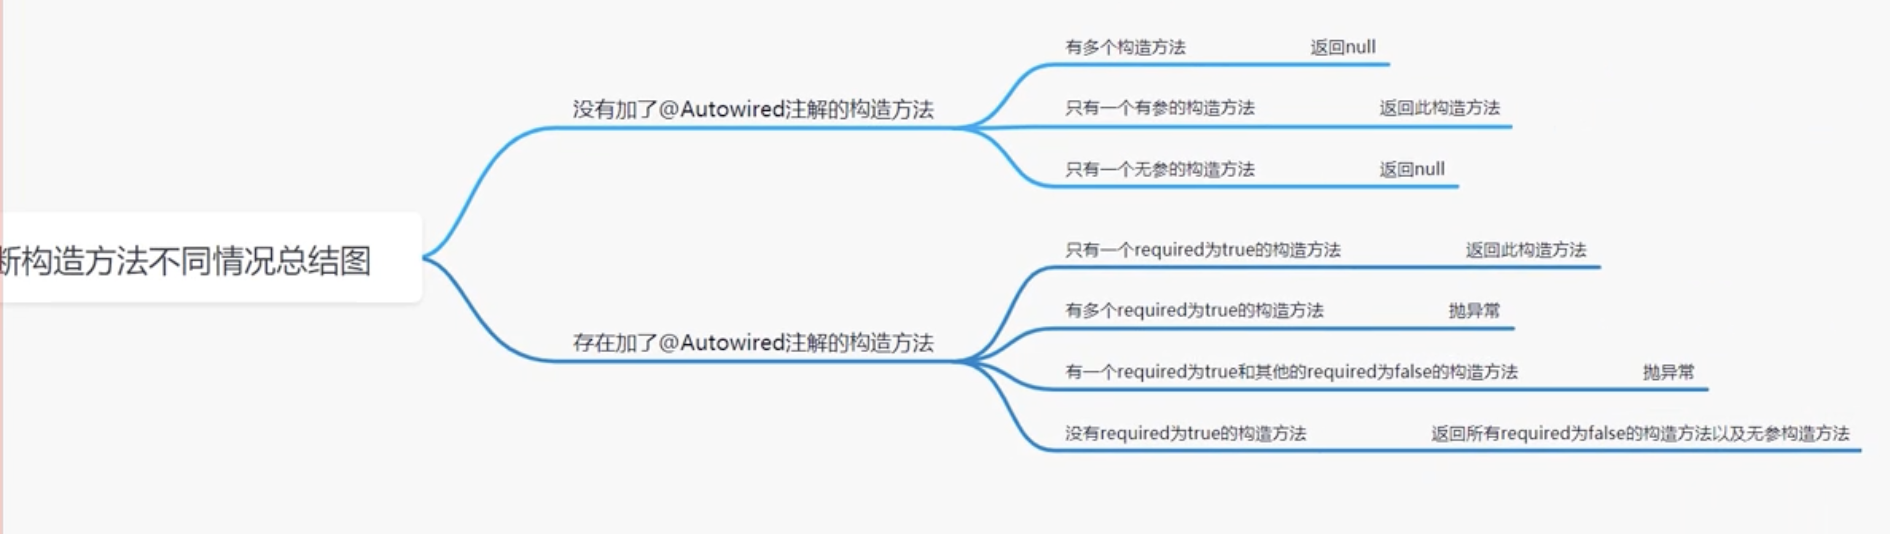 有多个构造方法 返回null
没有加了@Autowired注解的构造方法
只有一个有参的构造方法 返回此构造方法
只有一个无参的构造方法 返回null
断构造方法不同情况总结图
只有一个required为true的构造方法 返回此构造方法
有多个required为true的构造方法 抛异常
存在加了@Autowired注解的构造方法
有一个required为true和其他的required为false的构造方法 抛异常
没有required为true的构造方法 返回所有required为false的构造方法以及无参构造方法